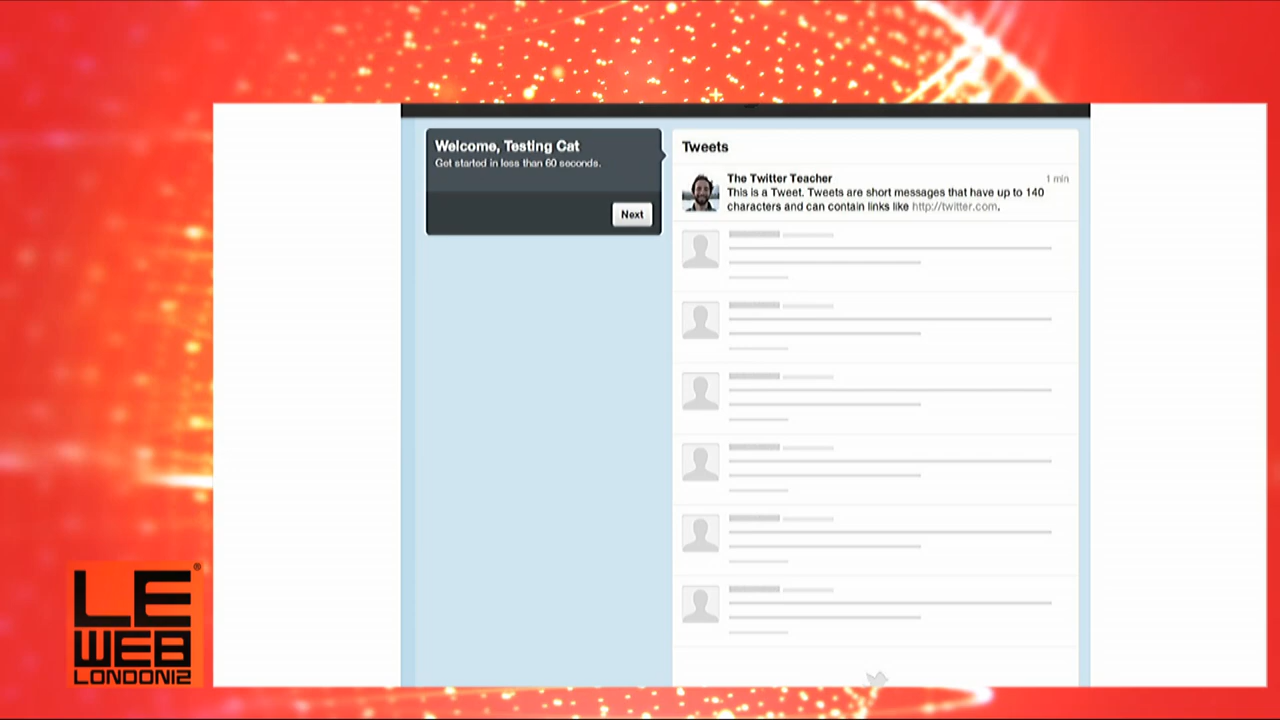 Welcome, Testing Cat
Get started in less than 60 seconds.
Next
Tweets
The Twitter Teacher 1 min
This is a Tweet. Tweets are short messages that have up to 140
characters and can contain links like http://twitter.com.
LE®
WEB
LONDON12